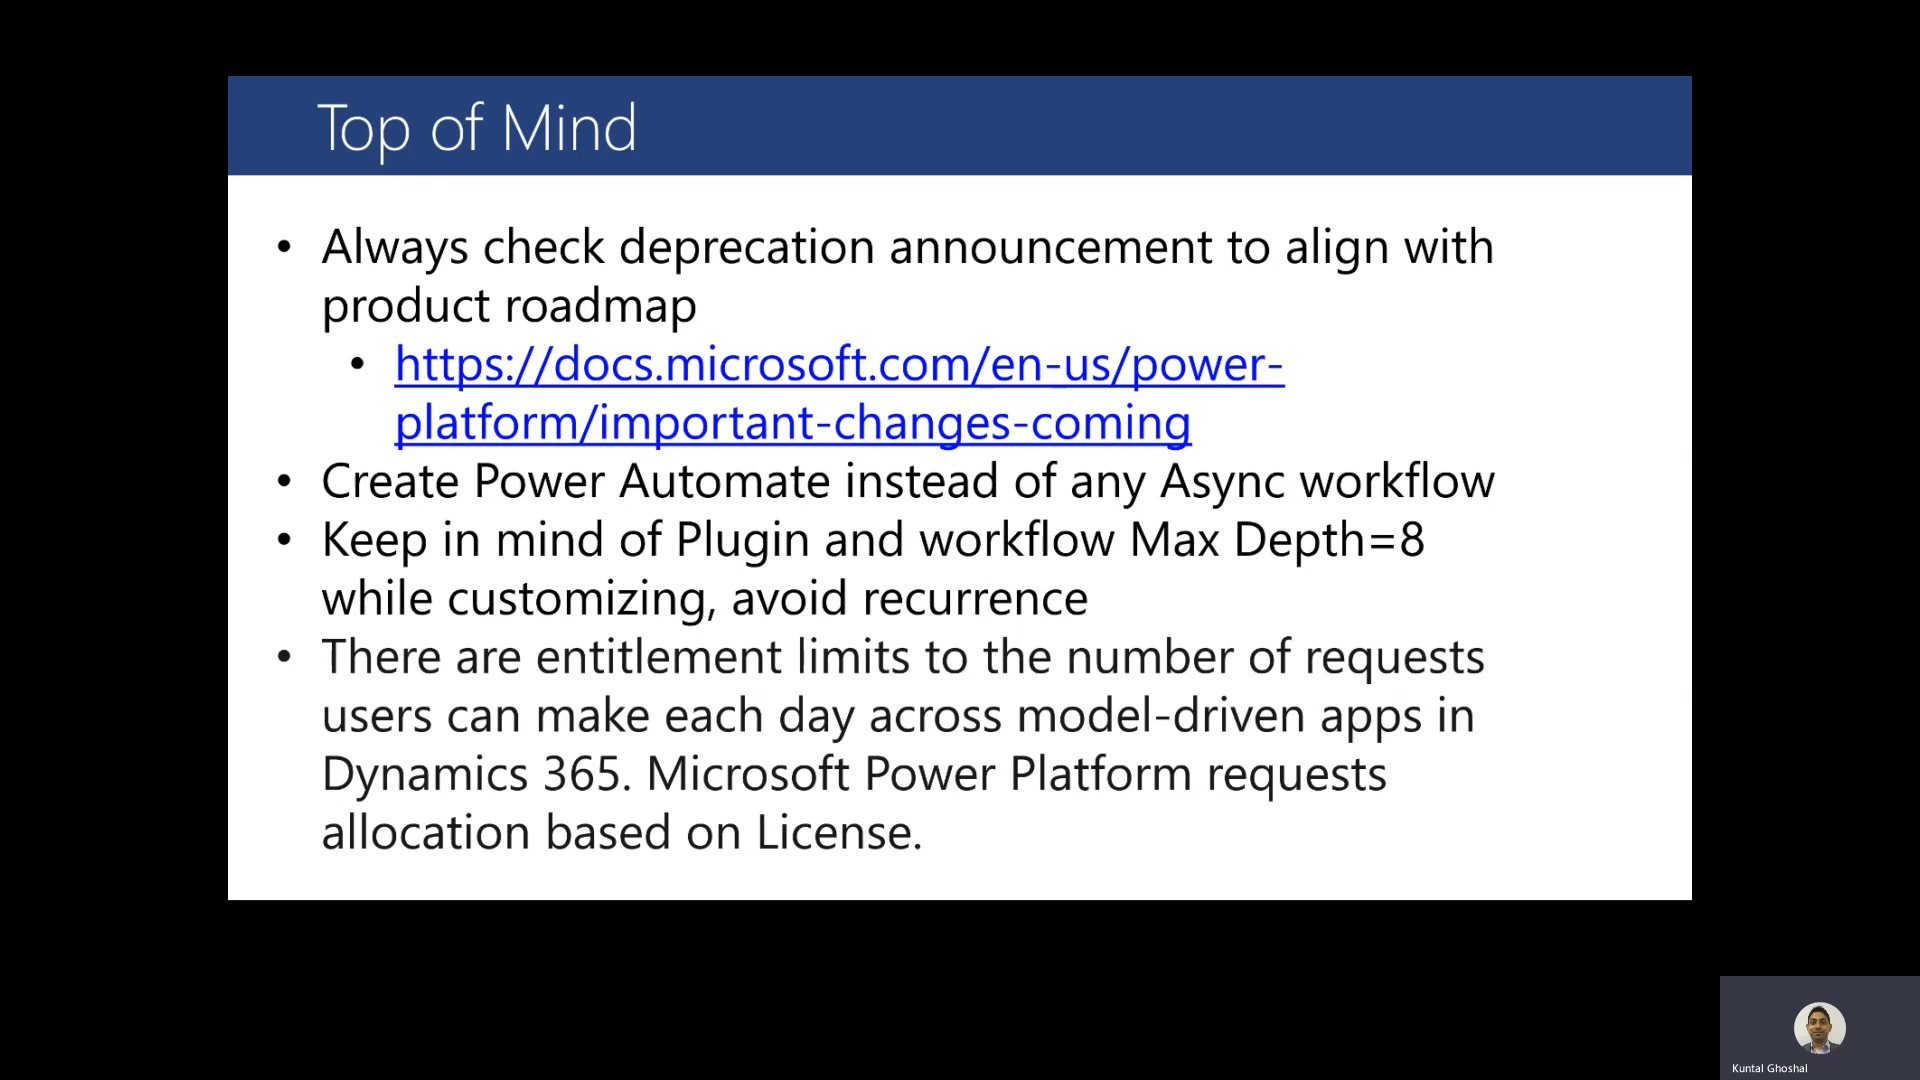 Top of Mind
• Always check deprecation announcement to align with
product roadmap
• https://docs.microsoft.com/en-us/power-
platform/important-changes-coming
• Create Power Automate instead of any Async workflow
• Keep in mind of Plugin and workflow Max Depth=8
while customizing, avoid recurrence
• There are entitlement limits to the number of requests
users can make each day across model-driven apps in
Dynamics 365. Microsoft Power Platform requests
allocation based on License.
Kuntal Ghoshal